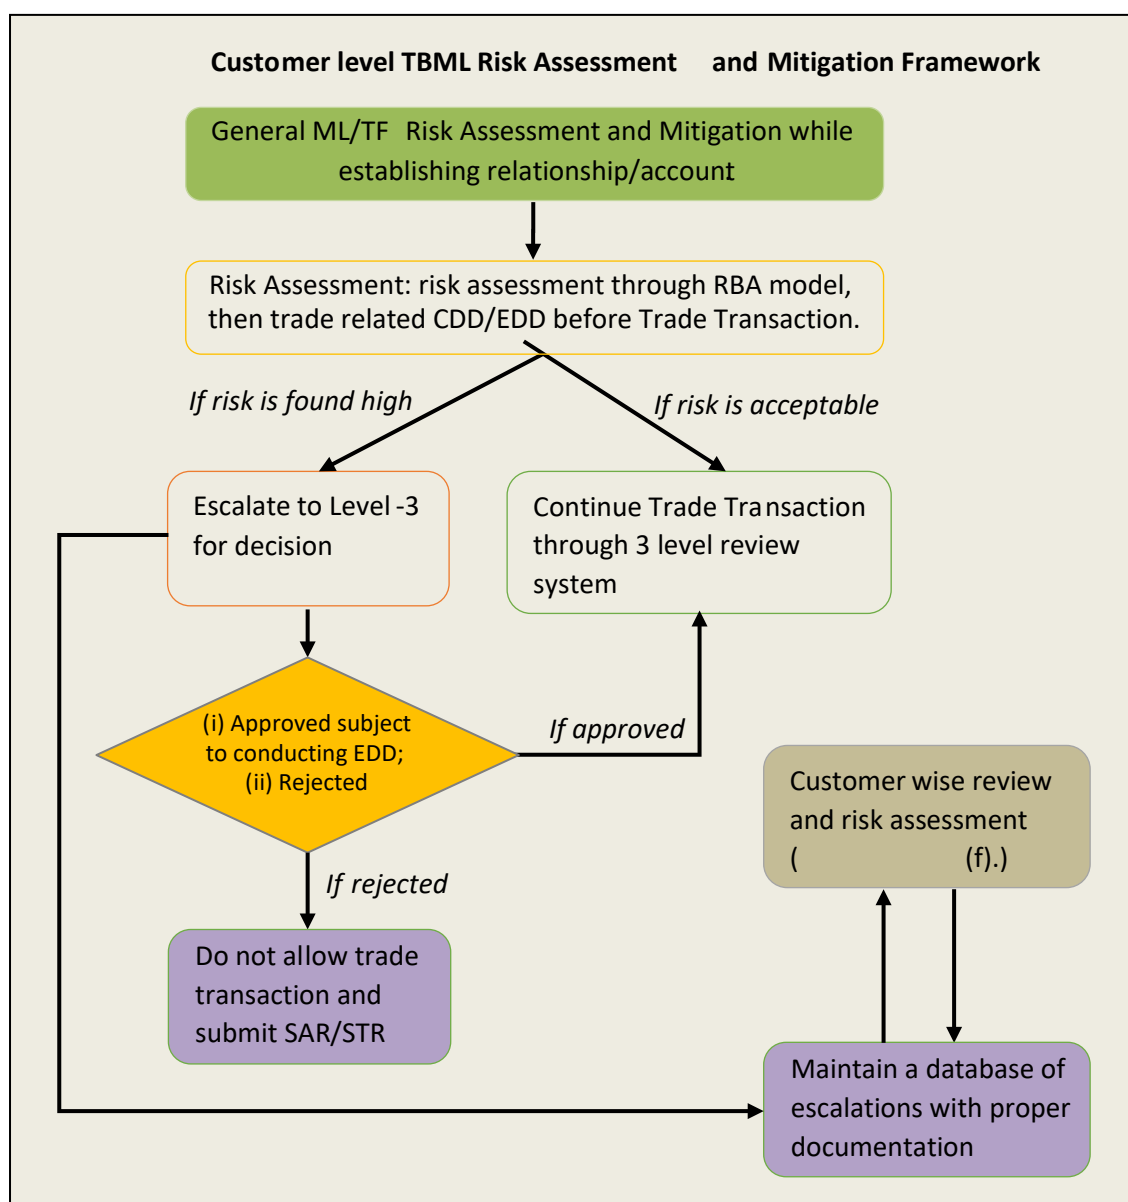 Customer level TBML Risk Assessment and Mitigation Framework
General ML/TF Risk Assessment and Mitigation while
establishing relationship/account.
Risk Assessment: risk assessment through RBA model,
then trade related CDD/EDD before Trade Transaction.
If risk is found high
If risk is acceptable
Escalate to Level -3
for decision
Continue Trade Transaction
through 3 level review
system
(i) Approved subject
to conducting EDD;
(ii) Rejected
If approved
If rejected
Customer wise review
and risk assessment
( (f).)
Do not allow trade
transaction and
submit SAR/STR
Maintain a database of
escalations with proper
documentation